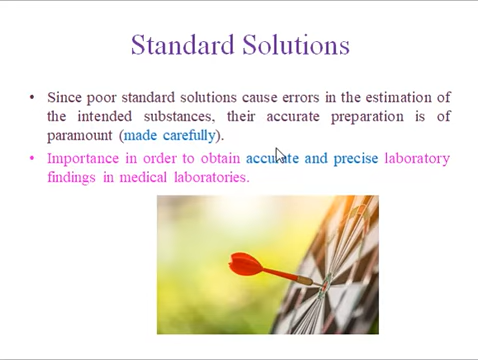 Standard Solutions
• Since poor standard solutions cause errors in the estimation of
the intended substances, their accurate preparation is of
paramount (made carefully).
• Importance in order to obtain accurate and precise laboratory
findings in medical laboratories.